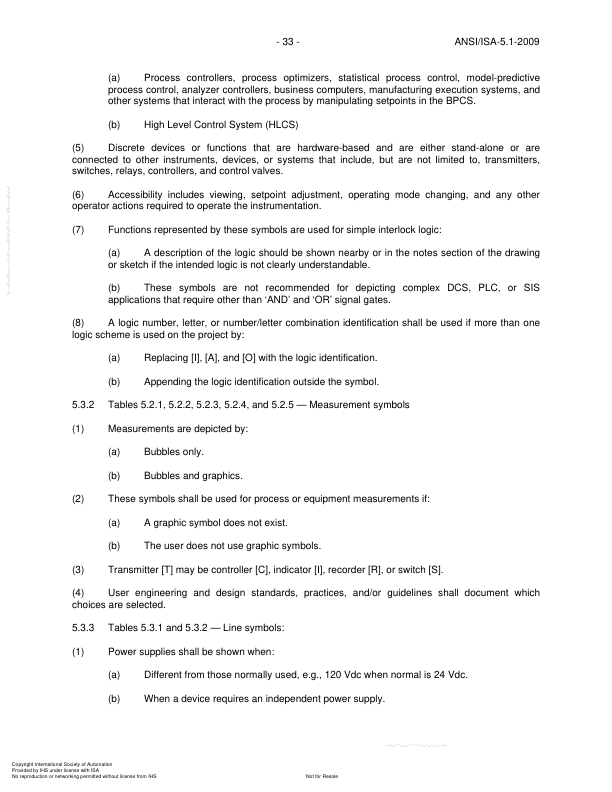 - 33 -
ANSI/ISA-5.1-2009
(a) Process controllers, process optimizers, statistical process control, model-predictive
process control, analyzer controllers, business computers, manufacturing execution systems, and
other systems that interact with the process by manipulating setpoints in the BPCS.
(b) High Level Control System (HLCS)
(5) Discrete devices or functions that are hardware-based and are either stand-alone or are
connected to other instruments, devices, or systems that include, but are not limited to, transmitters,
switches, relays, controllers, and control valves.
(6) Accessibility includes viewing, setpoint adjustment, operating mode changing, and any other
operator actions required to operate the instrumentation.
(7) Functions represented by these symbols are used for simple interlock logic:
(a) A description of the logic should be shown nearby or in the notes section of the drawing
or sketch if the intended logic is not clearly understandable.
(b) These symbols are not recommended for depicting complex DCS, PLC, or SIS
applications that require other than ‘AND’ and ‘OR’ signal gates.
(8) A logic number, letter, or number/letter combination identification shall be used if more than one
logic scheme is used on the project by:
(a) Replacing [I], [A], and [O] with the logic identification.
(b) Appending the logic identification outside the symbol.
5.3.2 Tables 5.2.1, 5.2.2, 5.2.3, 5.2.4, and 5.2.5 — Measurement symbols
(1) Measurements are depicted by:
(a) Bubbles only.
(b) Bubbles and graphics.
(2) These symbols shall be used for process or equipment measurements if:
(a) A graphic symbol does not exist.
(b) The user does not use graphic symbols.
(3) Transmitter [T] may be controller [C], indicator [I], recorder [R], or switch [S].
(4) User engineering and design standards, practices, and/or guidelines shall document which
choices are selected.
5.3.3 Tables 5.3.1 and 5.3.2 — Line symbols:
(1) Power supplies shall be shown when:
(a) Different from those normally used, e.g., 120 Vdc when normal is 24 Vdc.
(b) When a device requires an independent power supply.
Copyright International Society of Automation
Provided by IHS under license with ISA
No reproduction or networking permitted without license from IHS
Not for Resale